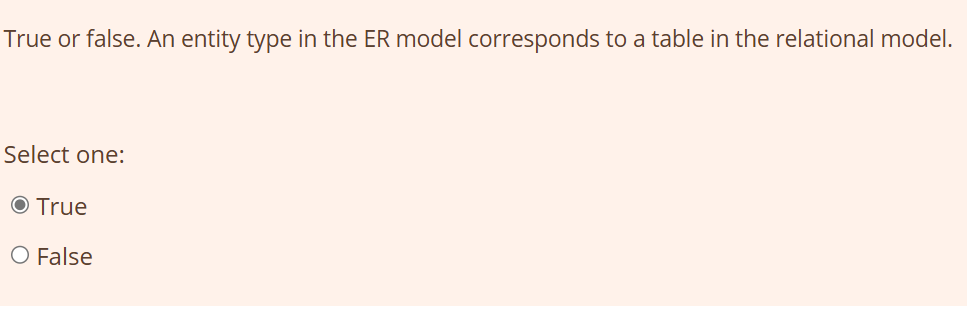 True or false. An entity type in the ER model corresponds to a table in the relational model.
Select one:
True
False